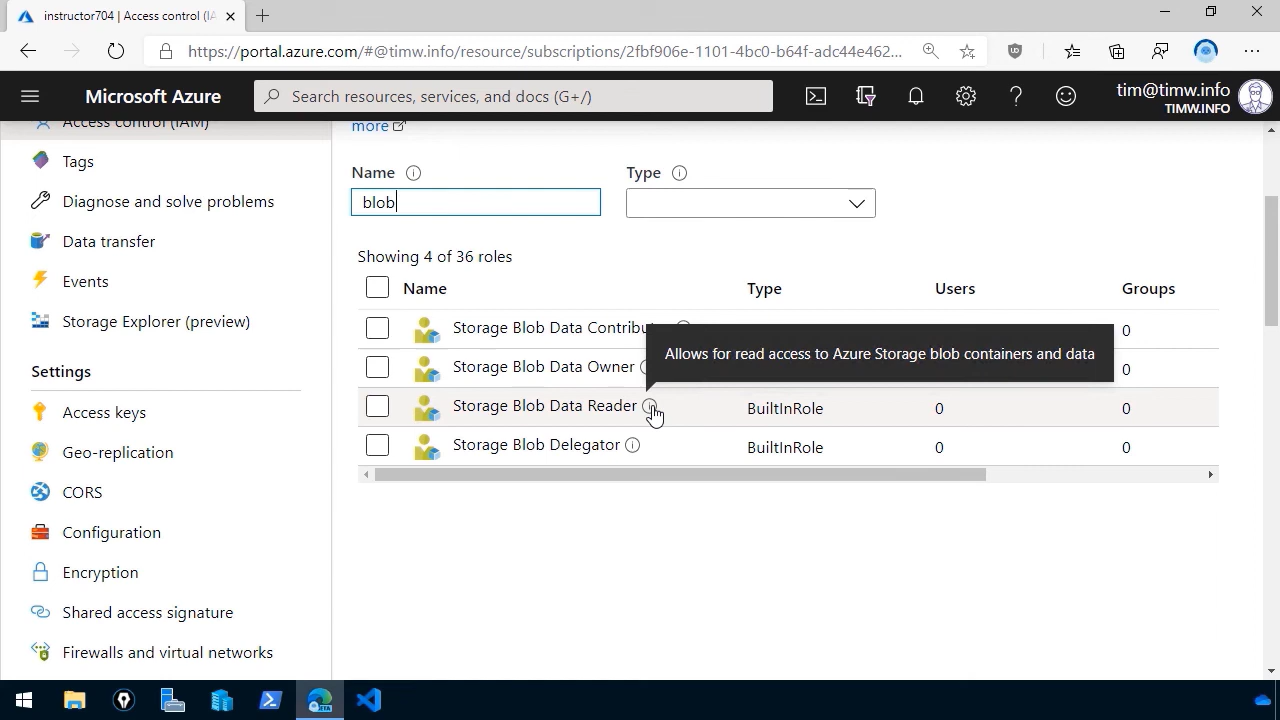 instructor704 | Access control (IA
https://portal.azure.com/#@timw.info/resource/subscriptions/2fbf906e-1101-4bc0-b64f-adc44e462...
Microsoft Azure
Search resources, services, and docs (G+/)
tim@timw.info
TIMW.INFO
Access control (IAM)
Tags
Diagnose and solve problems
Data transfer
Events
Storage Explorer (preview)
Settings
Access keys
Geo-replication
CORS
Configuration
Encryption
Shared access signature
Firewalls and virtual networks
more
Name
Type
blob
Showing 4 of 36 roles
Name Type Users Groups
Storage Blob Data Contribut 0
Allows for read access to Azure Storage blob containers and data
Storage Blob Data Owner 0
Storage Blob Data Reader BuiltInRole 0 0
Storage Blob Delegator BuiltInRole 0 0